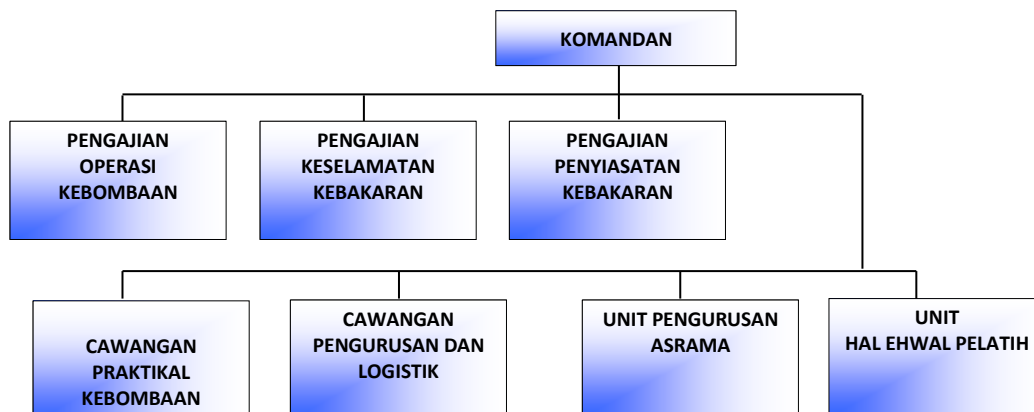 KOMANDAN
PENGAJIAN
OPERASI
KEBOMBAAN
PENGAJIAN
KESELAMATAN
KEBAKARAN
PENGAJIAN
PENYIASATAN
KEBAKARAN
CAWANGAN
PRAKTIKAL
KEBOMBAAN
CAWANGAN
PENGURUSAN DAN
LOGISTIK
UNIT PENGURUSAN
ASRAMA
UNIT
HAL EHWAL PELATIH